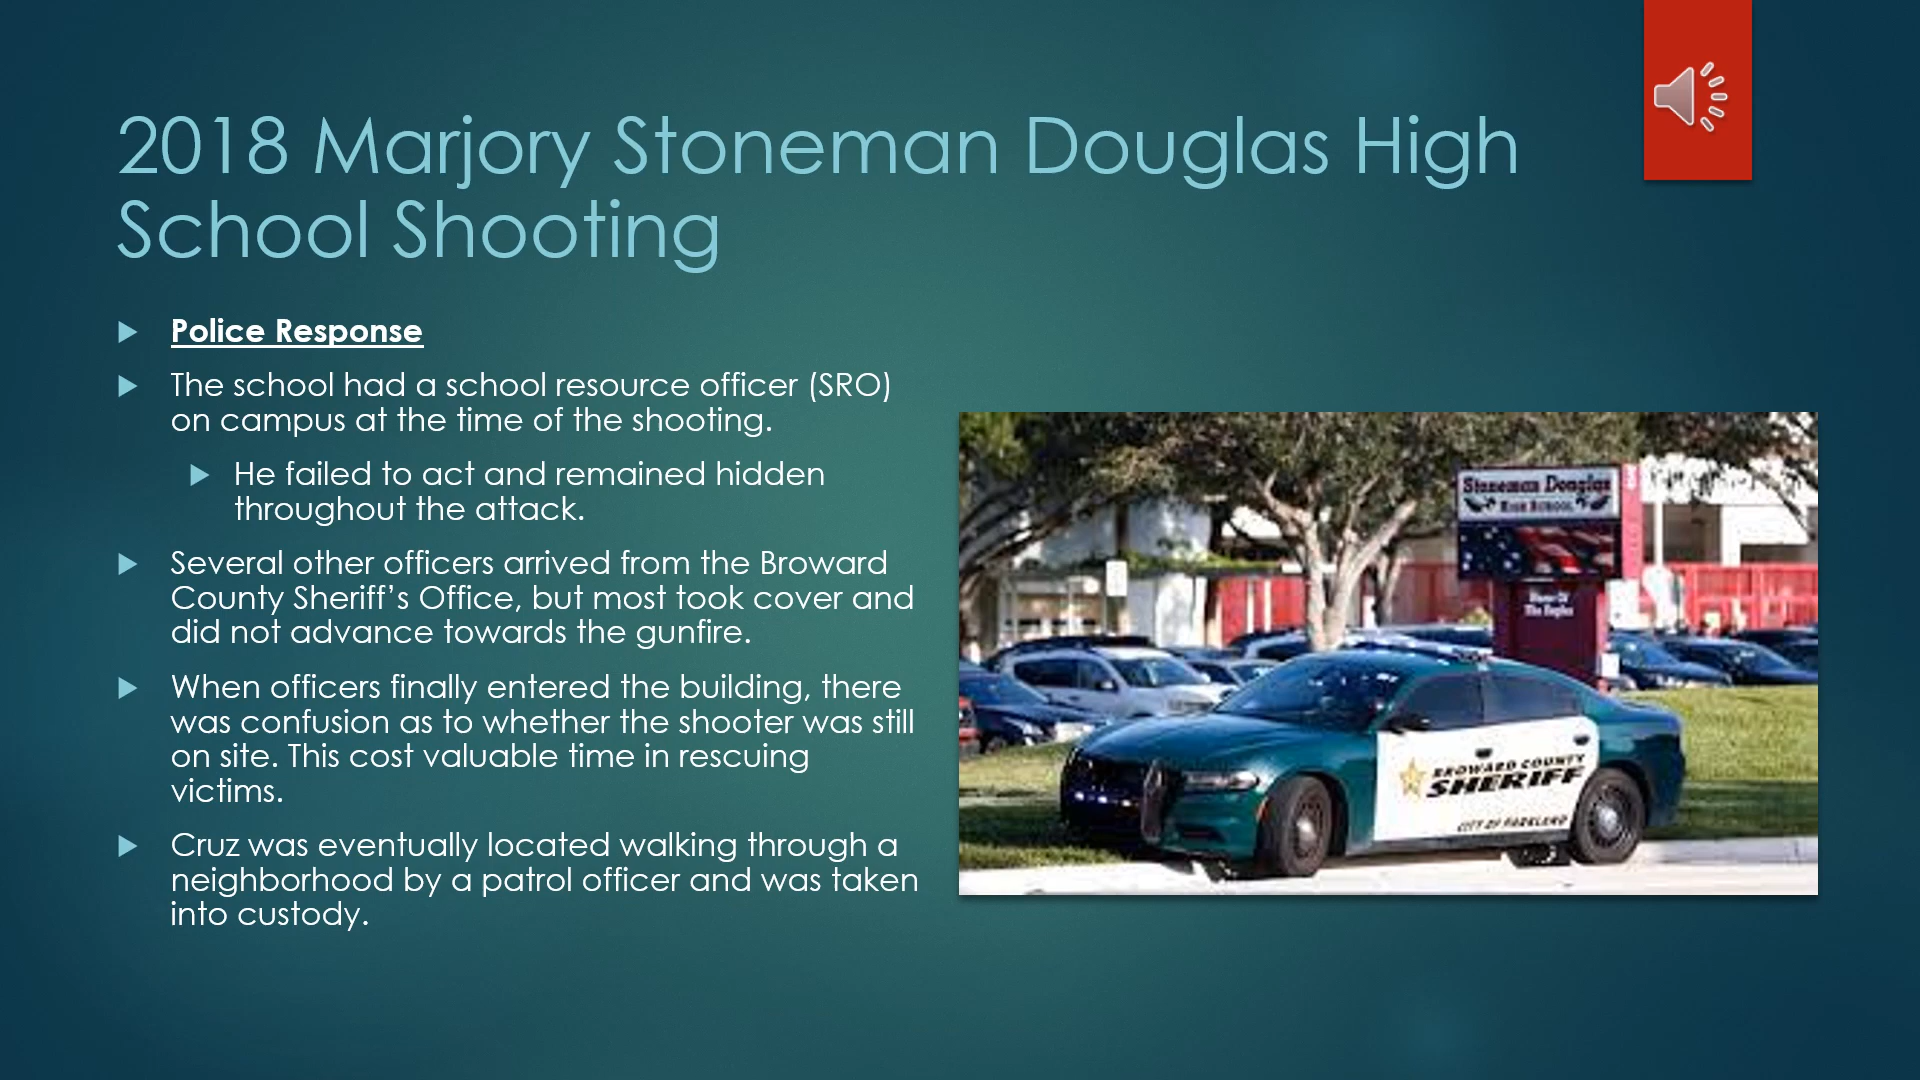 2018 Marjory Stoneman Douglas High
School Shooting
Police Response
The school had a school resource officer (SRO)
on campus at the time of the shooting.
He failed to act and remained hidden
throughout the attack.
Several other officers arrived from the Broward
County Sheriff’s Office, but most took cover and
did not advance towards the gunfire.
When officers finally entered the building, there
was confusion as to whether the shooter was still
on site. This cost valuable time in rescuing
victims.
Cruz was eventually located walking through a
neighborhood by a patrol officer and was taken
into custody.
Stoneman Douglas
High School
Home Of
The Eagles
BROWARD COUNTY
SHERIFF
CITY OF PARKLAND